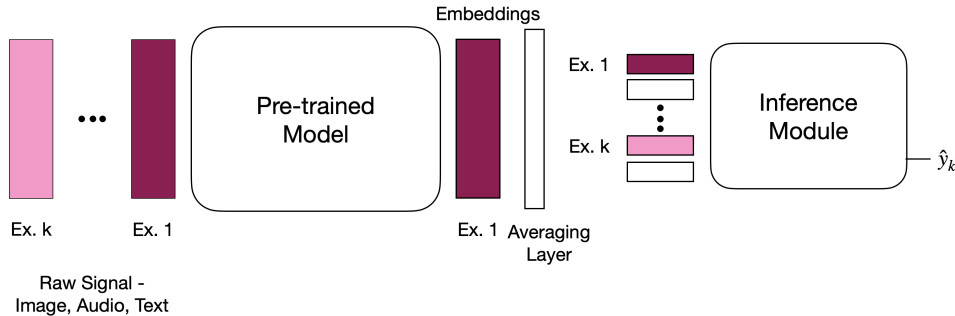 Embeddings
Pre-trained
Model
Ex. 1
Ex. k
Inference
Module
ŷk
Ex. k
Ex. 1
Ex. 1
Averaging
Layer
Raw Signal -
Image, Audio, Text